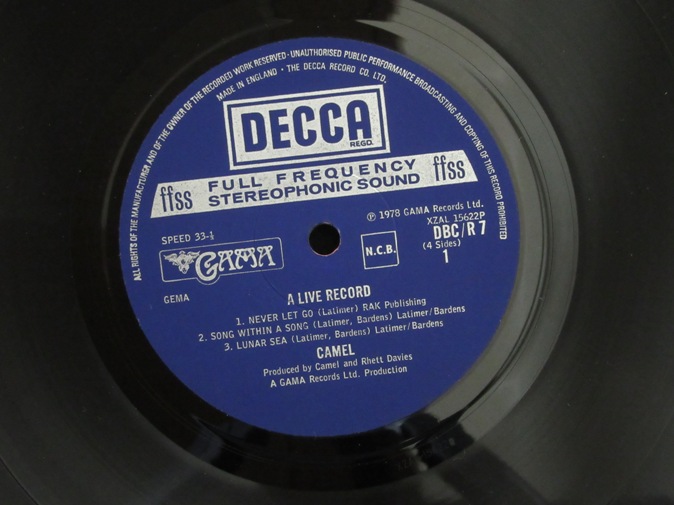 ALL RIGHTS OF THE MANUFACTURER AND OF THE OWNER OF THE RECORDED WORK RESERVED · UNAUTHORISED PUBLIC PERFORMANCE BROADCASTING AND COPYING OF THIS RECORD PROHIBITED
MADE IN ENGLAND · THE DECCA RECORD CO. LTD.
DECCA
REGD.
ffss FULL FREQUENCY ffss
STEREOPHONIC SOUND
℗ 1978 GAMA Records Ltd.
XZAL 15622P
SPEED 33-⅓
DBC/R 7
(4 Sides)
1
GAMA
N.C.B.
GEMA
A LIVE RECORD
1. NEVER LET GO (Latimer) RAK Publishing
2. SONG WITHIN A SONG (Latimer, Bardens) Latimer/Bardens
3. LUNAR SEA (Latimer, Bardens) Latimer/Bardens
CAMEL
Produced by Camel and Rhett Davies
A GAMA Records Ltd. Production